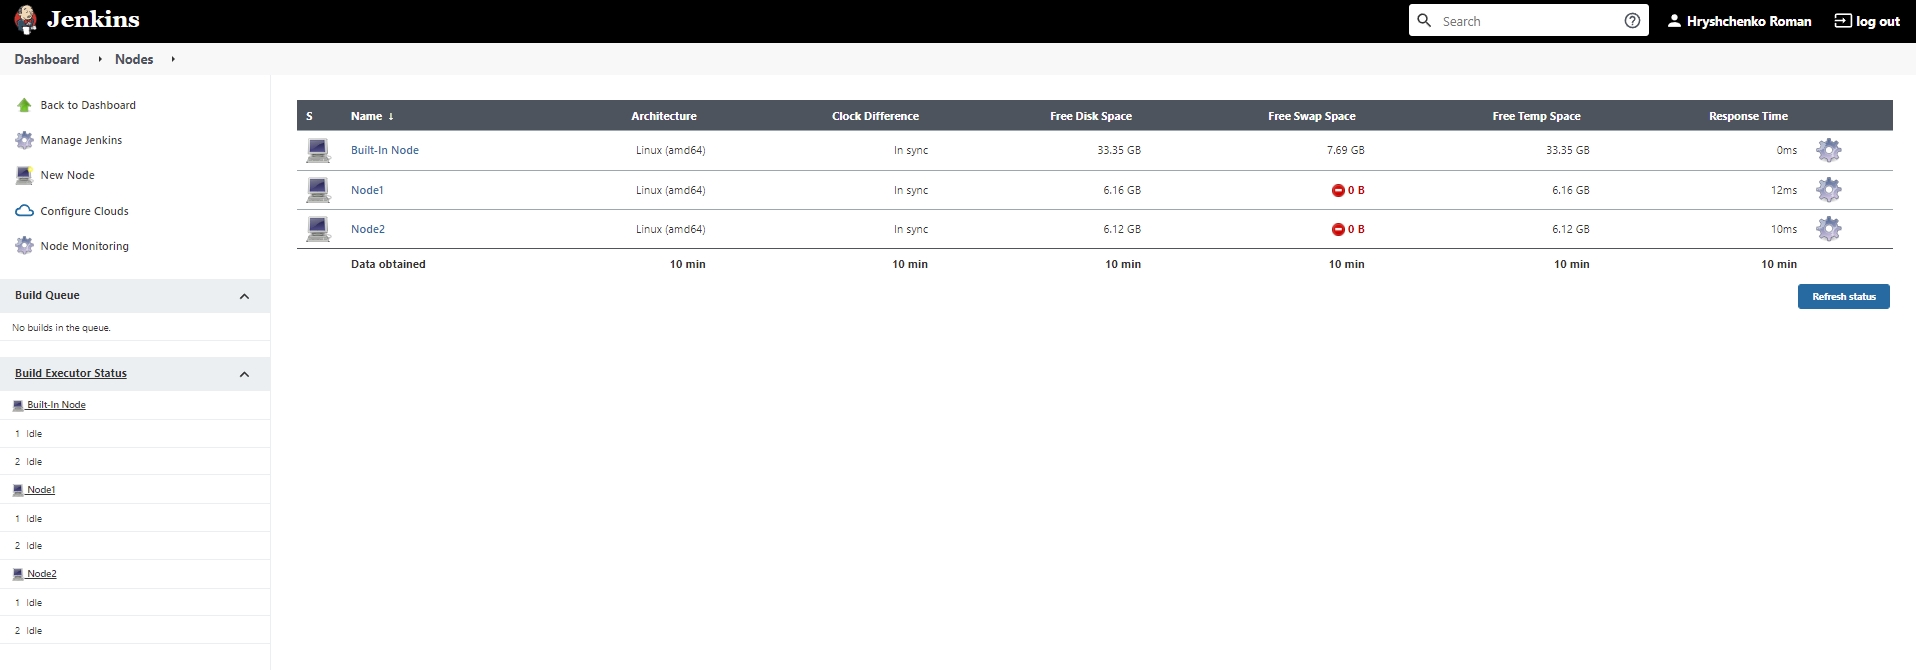 Jenkins
Search
Hryshchenko Roman
log out
Dashboard Nodes
Back to Dashboard
Manage Jenkins
New Node
Configure Clouds
Node Monitoring
Build Queue
No builds in the queue.
Build Executor Status
Built-In Node
1 Idle
2 Idle
Node1
1 Idle
2 Idle
Node2
1 Idle
2 Idle
S Name ↓ Architecture Clock Difference Free Disk Space Free Swap Space Free Temp Space Response Time
Built-In Node Linux (amd64) In sync 33.35 GB 7.69 GB 33.35 GB 0ms
Node1 Linux (amd64) In sync 6.16 GB 0 B 6.16 GB 12ms
Node2 Linux (amd64) In sync 6.12 GB 0 B 6.12 GB 10ms
Data obtained 10 min 10 min 10 min 10 min 10 min 10 min
Refresh status